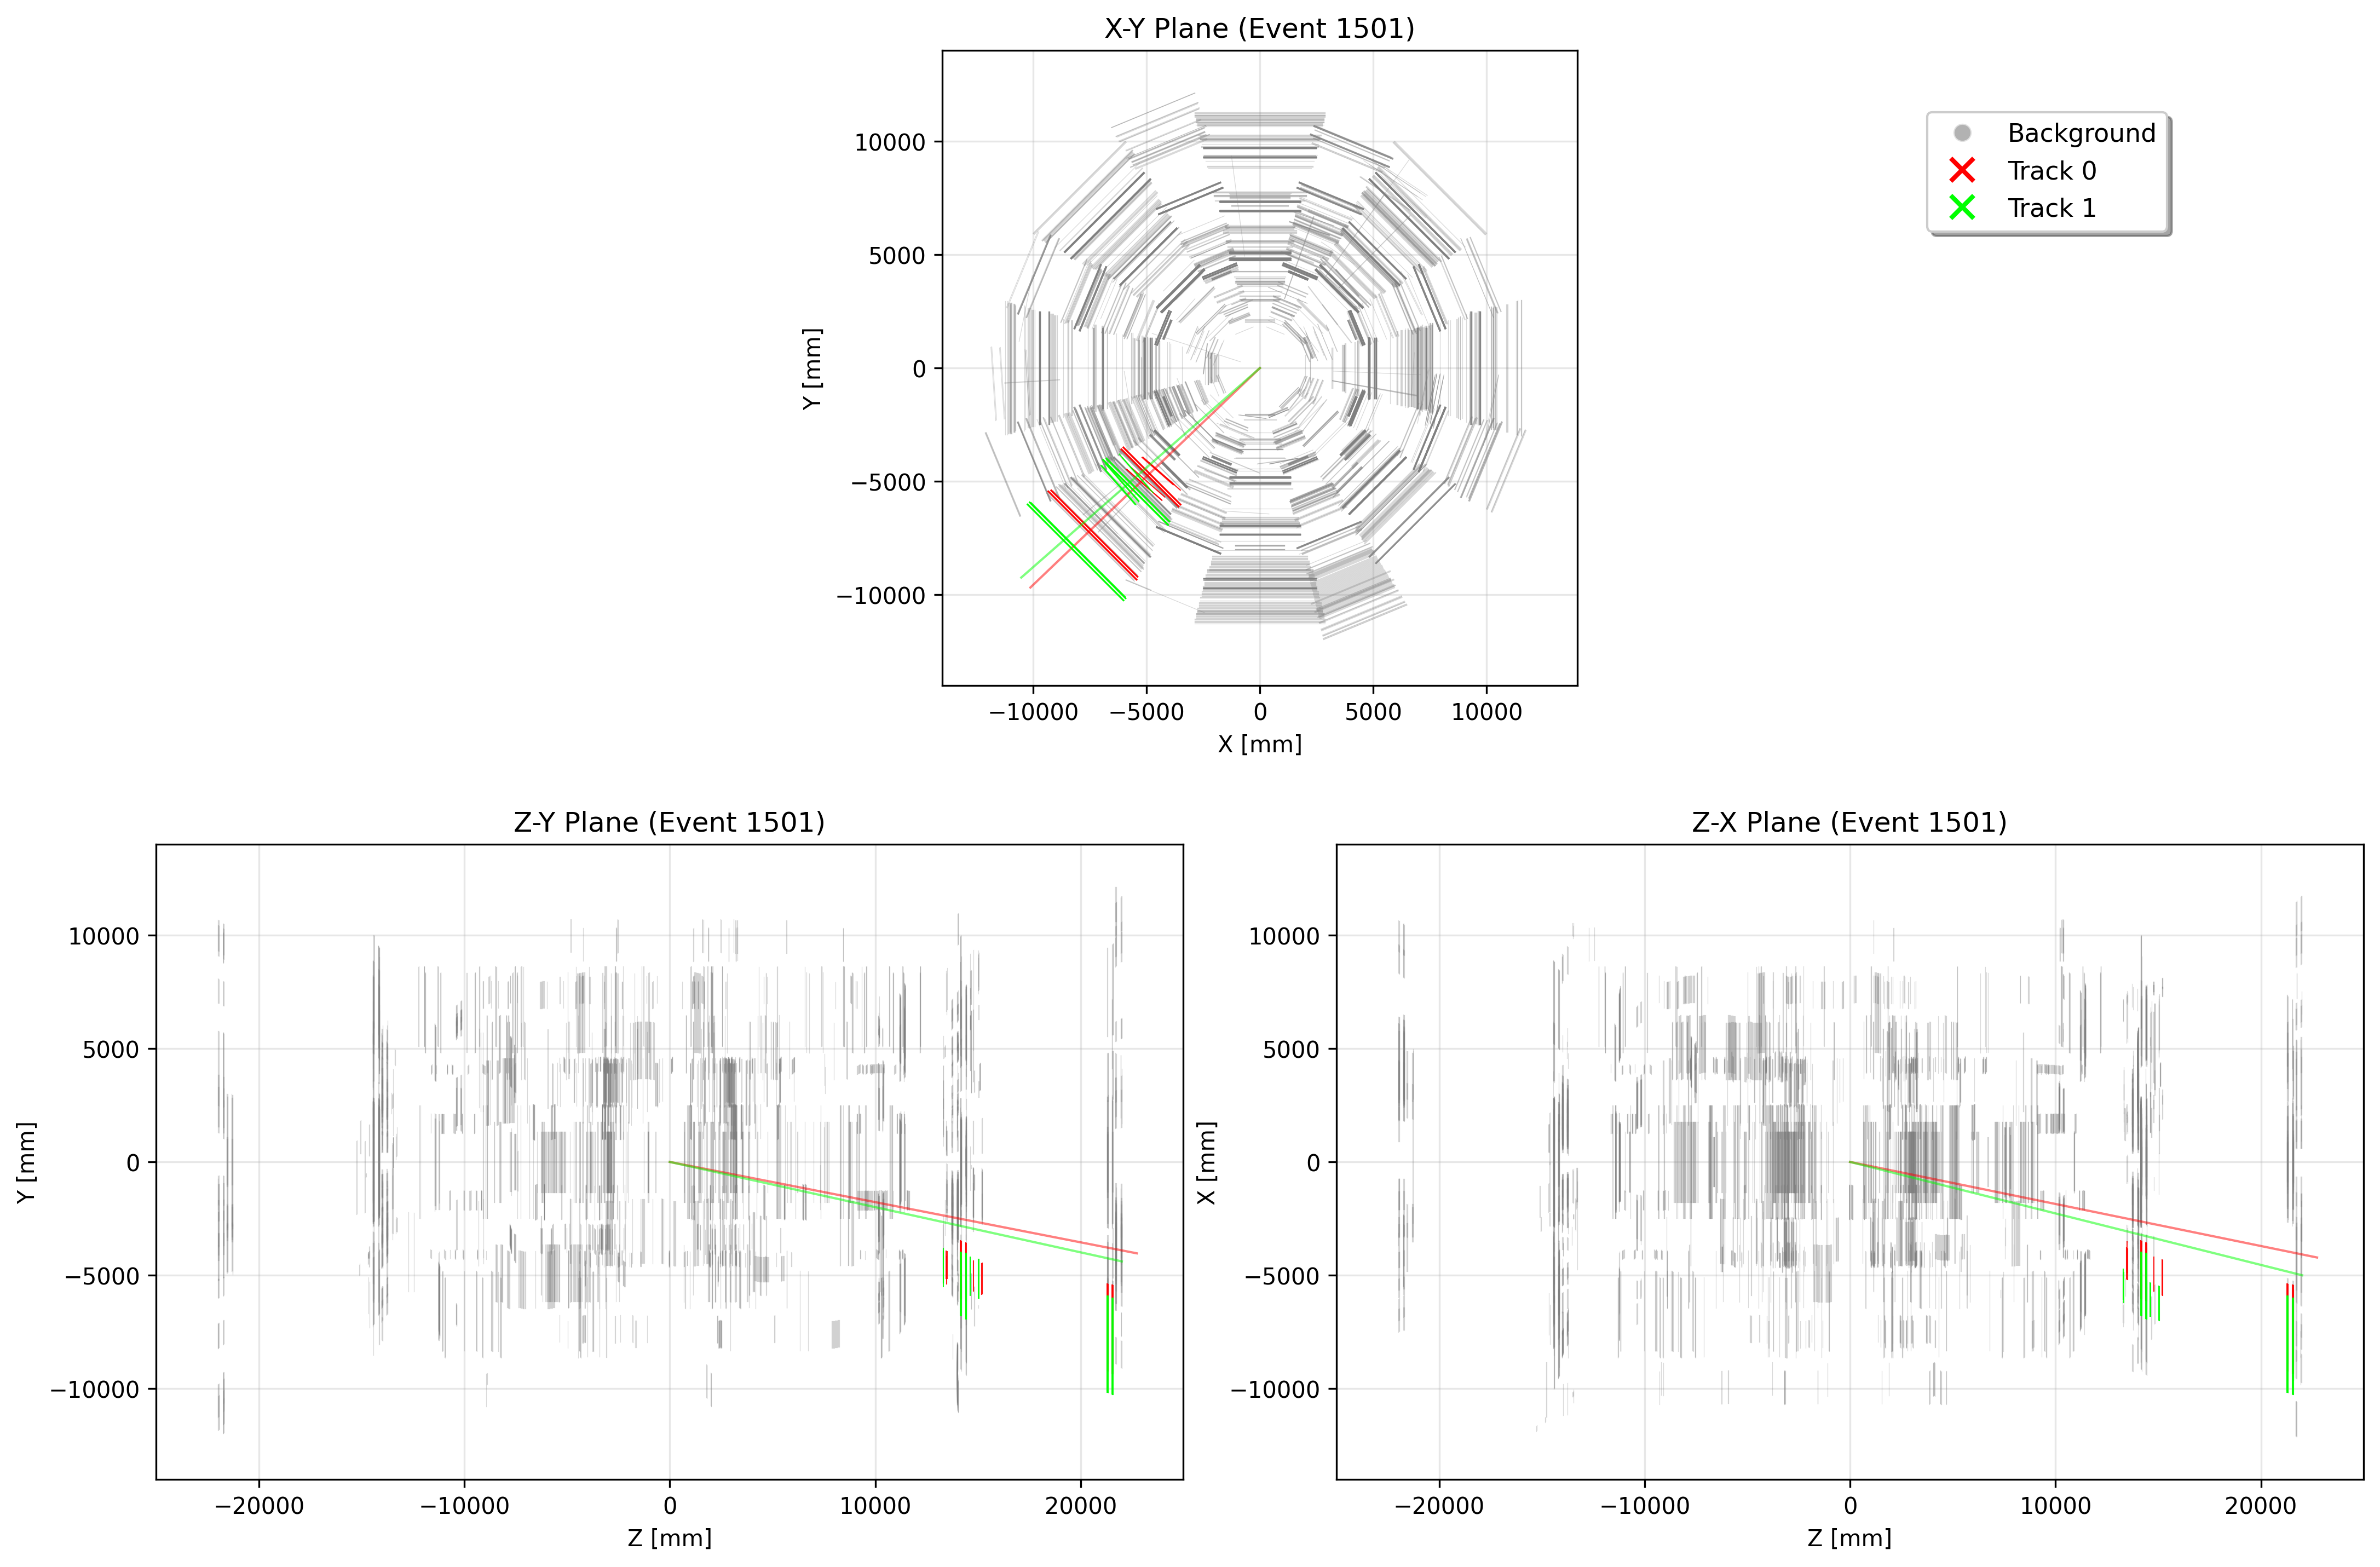 X-Y Plane (Event 1501)
Y [mm]
10000
5000
0
−5000
−10000
−10000 −5000 0 5000 10000
X [mm]
Background
Track 0
Track 1
Z-Y Plane (Event 1501)
Y [mm]
10000
5000
0
−5000
−10000
−20000 −10000 0 10000 20000
Z [mm]
Z-X Plane (Event 1501)
X [mm]
10000
5000
0
−5000
−10000
−20000 −10000 0 10000 20000
Z [mm]